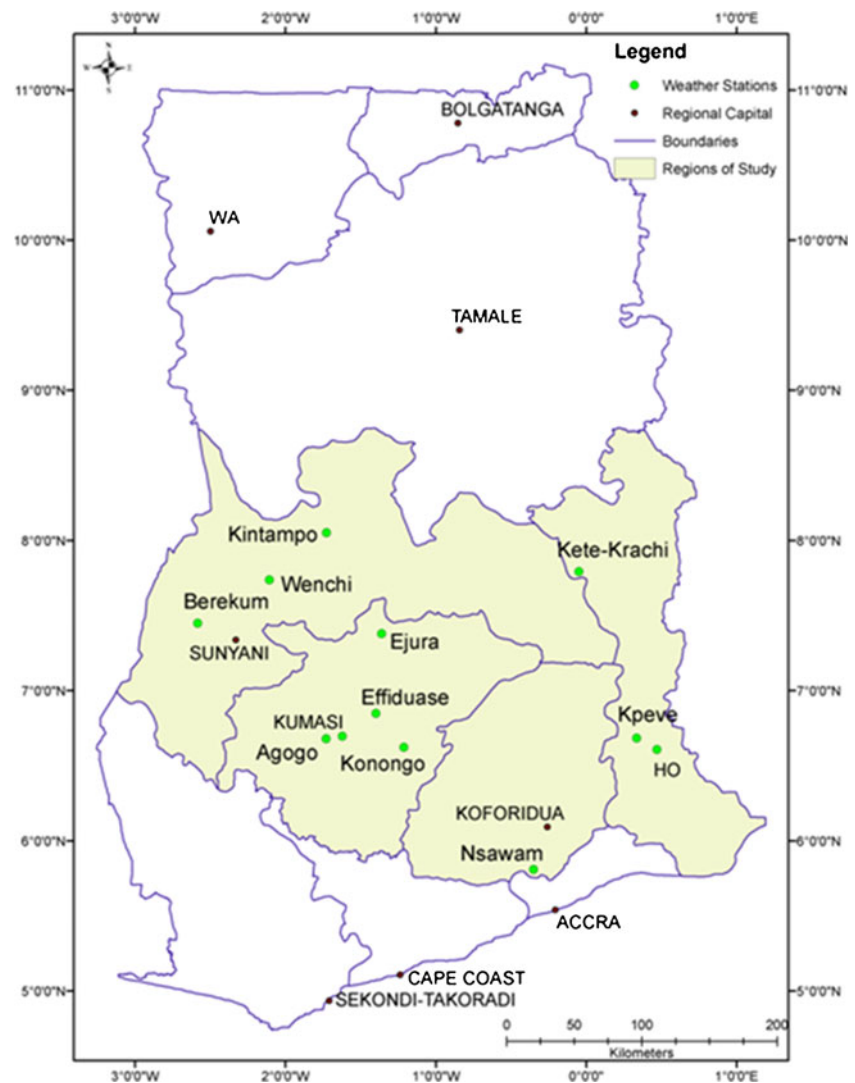 3°0'0"W 2°0'0"W 1°0'0"W 0°0'0" 1°0'0"E
N
W E
S
Legend
Weather Stations
Regional Capital
Boundaries
Regions of Study
11°0'0"N 11°0'0"N
BOLGATANGA
WA
10°0'0"N 10°0'0"N
TAMALE
9°0'0"N 9°0'0"N
8°0'0"N 8°0'0"N
Kintampo
Kete-Krachi
Wenchi
Berekum
SUNYANI
Ejura
7°0'0"N 7°0'0"N
Effiduase
KUMASI
Kpeve
Agogo
Konongo
HO
KOFORIDUA
6°0'0"N 6°0'0"N
Nsawam
ACCRA
CAPE COAST
5°0'0"N 5°0'0"N
SEKONDI-TAKORADI
0 50 100 200
Kilometers
3°0'0"W 2°0'0"W 1°0'0"W 0°0'0" 1°0'0"E